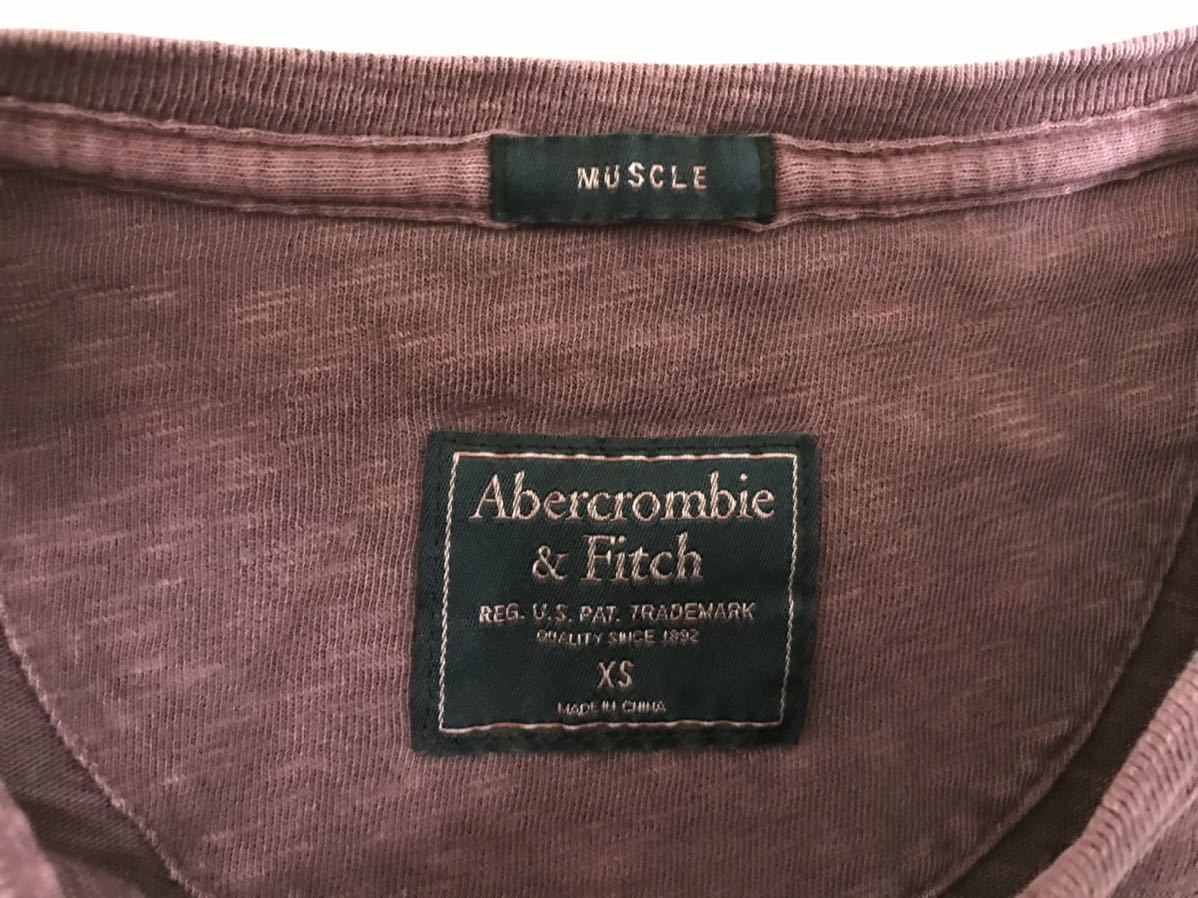 MUSCLE
Abercrombie
& Fitch
REG. U.S. PAT. TRADEMARK
QUALITY SINCE 1892
XS
MADE IN CHINA